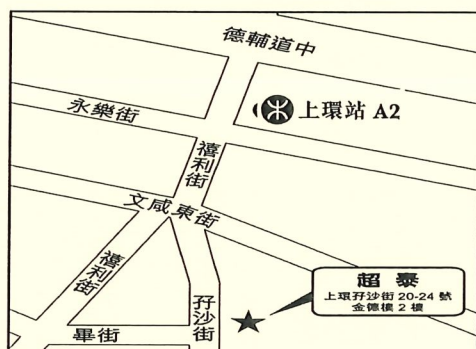 德輔道中
永樂街
上環站 A2
禧利街
文咸東街
禧利街
孖沙街
畢街
超泰
上環孖沙街 20-24 號
金德樓 2 樓